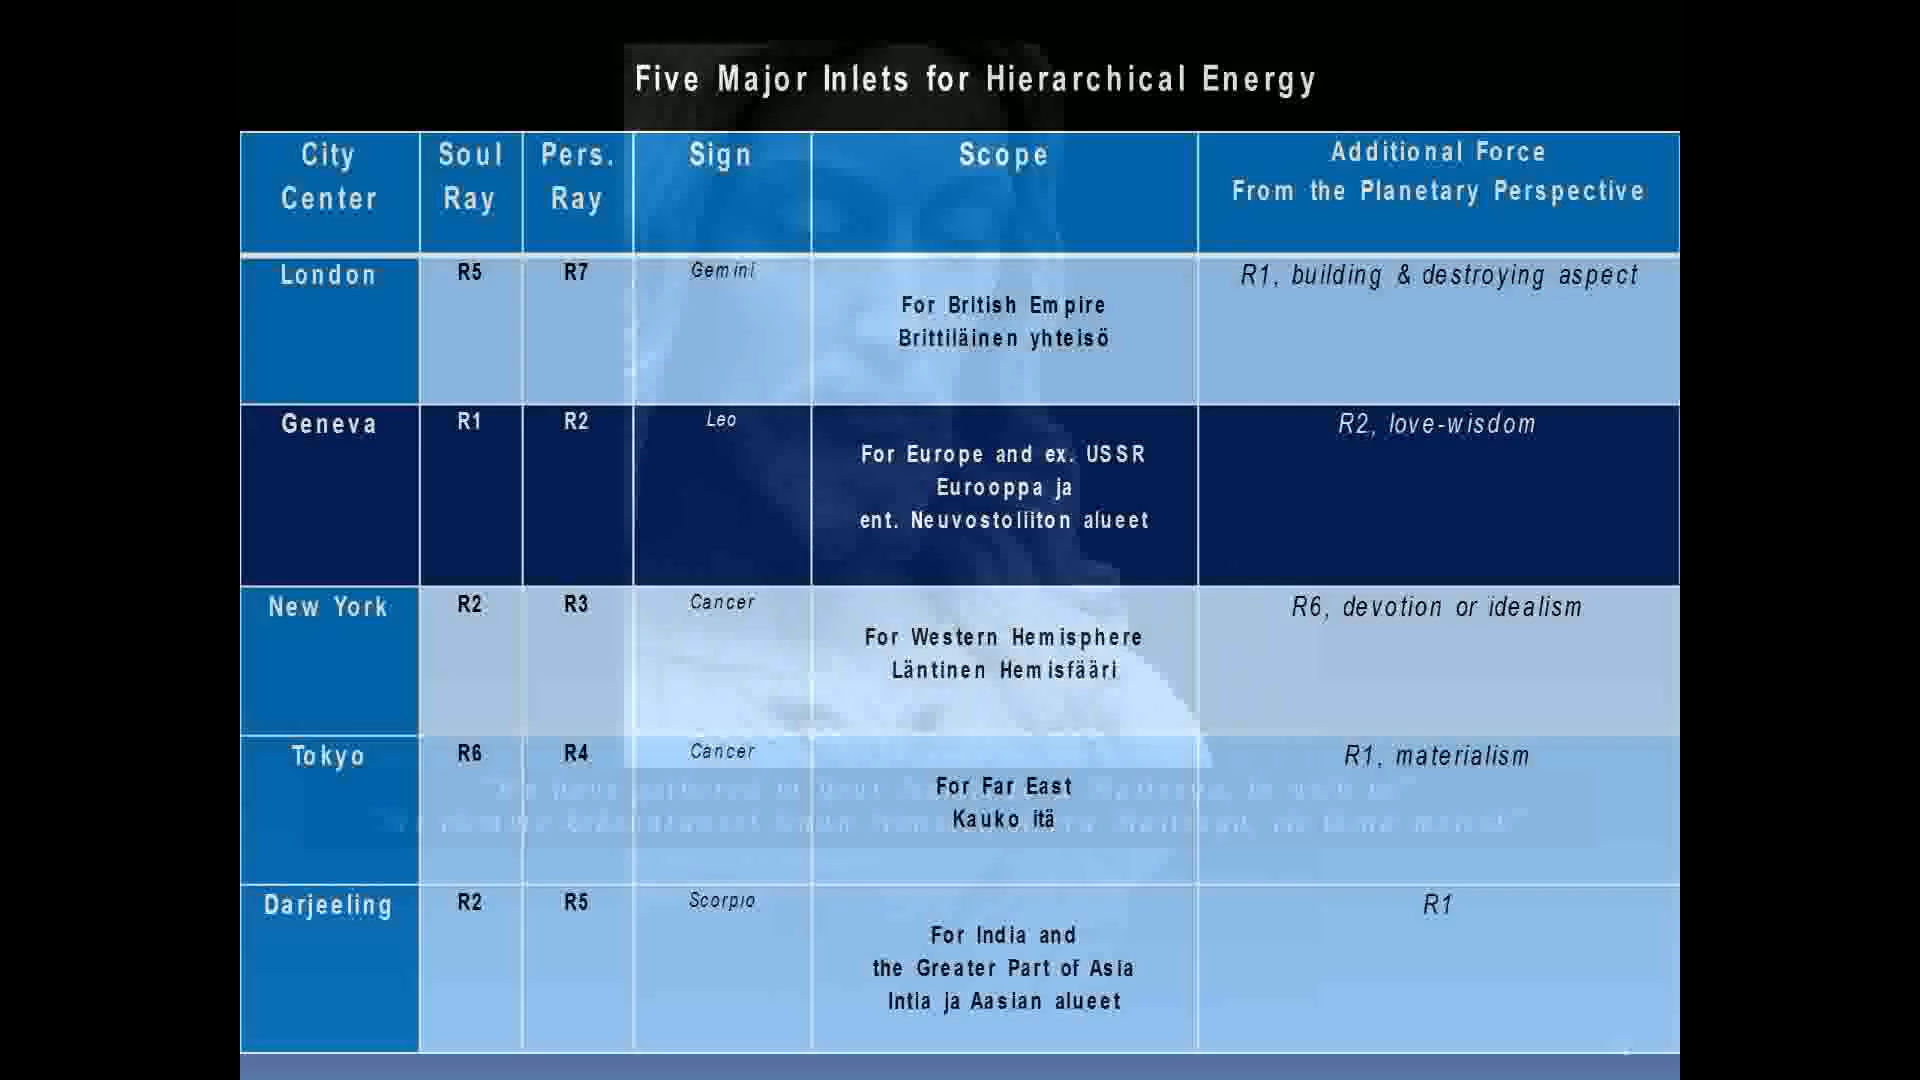 Five Major Inlets for Hierarchical Energy
City Center	Soul Ray	Pers. Ray	Sign	Scope	Additional Force From the Planetary Perspective
London	R5	R7	Gemini	For British Empire	R1, building & destroying aspect
Brittiläinen yhteisö
Geneva	R1	R2	Leo	For Europe and ex. USSR	R2, love-wisdom
Eurooppa ja
ent. Neuvostoliiton alueet
New York	R2	R3	Cancer	For Western Hemisphere	R6, devotion or idealism
Läntinen Hemisfääri
Tokyo	R6	R4	Cancer	For Far East	R1, materialism
Kauko itä
Darjeeling	R2	R5	Scorpio	For India and	R1
the Greater Part of Asia
Intia ja Aasian alueet